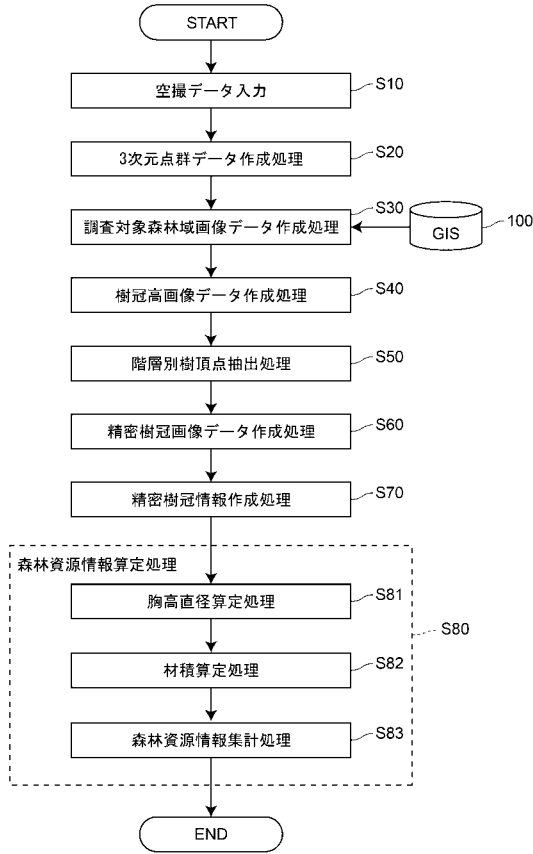 START
空撮データ入力
S10
3次元点群データ作成処理
S20
調査対象森林域画像データ作成処理
S30
GIS
100
樹冠高画像データ作成処理
S40
階層別樹頂点抽出処理
S50
精密樹冠画像データ作成処理
S60
精密樹冠情報作成処理
S70
森林資源情報算定処理
S80
胸高直径算定処理
S81
材積算定処理
S82
森林資源情報集計処理
S83
END